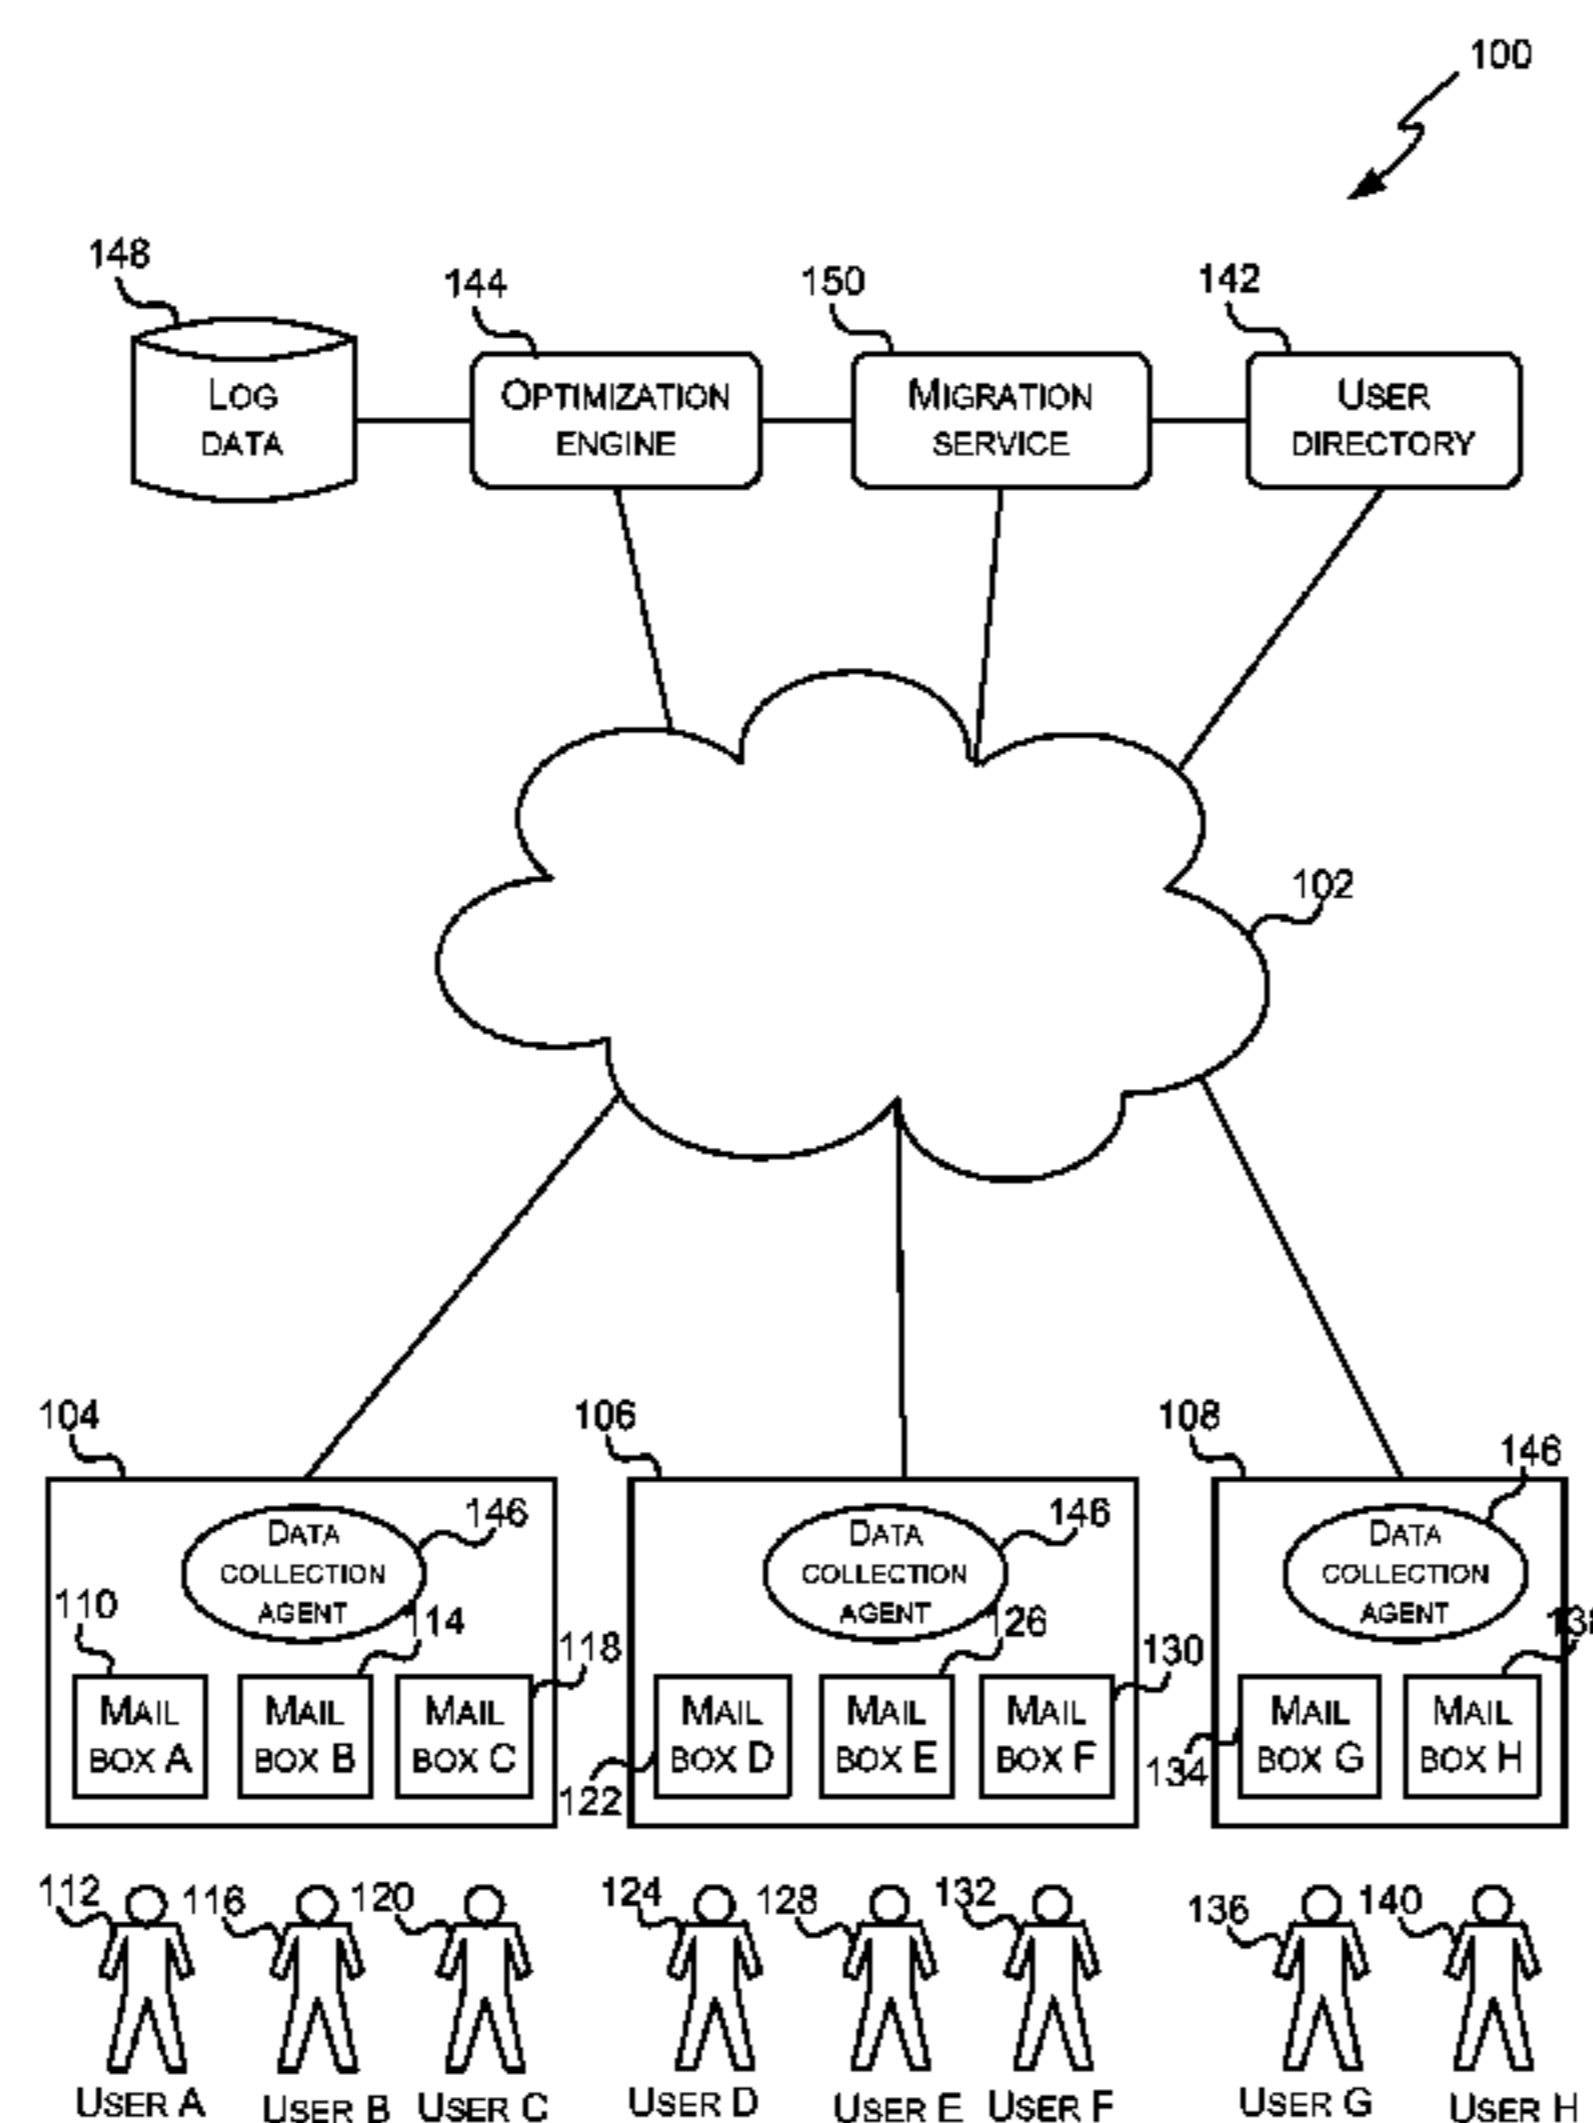 100
148
144
150
142
LOG
DATA
OPTIMIZATION
ENGINE
MIGRATION
SERVICE
USER
DIRECTORY
102
104
106
108
146
146
146
DATA
COLLECTION
AGENT
DATA
COLLECTION
AGENT
DATA
COLLECTION
AGENT
110
114
118
126
130
138
MAIL
BOX A
MAIL
BOX B
MAIL
BOX C
MAIL
BOX D
MAIL
BOX E
MAIL
BOX F
MAIL
BOX G
MAIL
BOX H
122
134
112
116
120
124
128
132
136
140
USER A
USER B
USER C
USER D
USER E
USER F
USER G
USER H